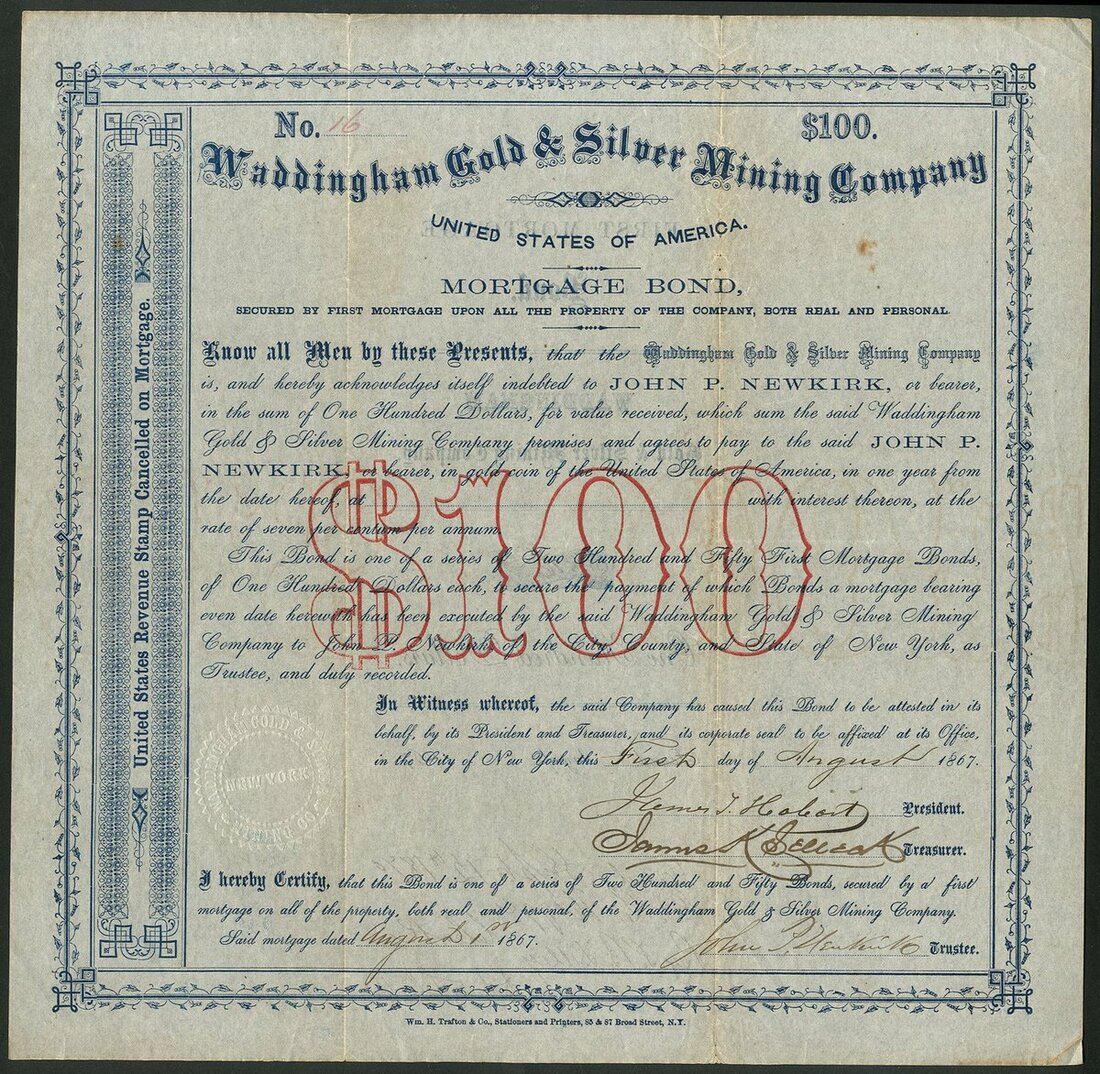 No. 16 $100.
Waddingham Gold & Silver Mining Company
UNITED STATES OF AMERICA.
MORTGAGE BOND,
SECURED BY FIRST MORTGAGE UPON ALL THE PROPERTY OF THE COMPANY, BOTH REAL AND PERSONAL.
Know all Men by these Presents, that the Waddingham Gold & Silver Mining Company
is, and hereby acknowledges itself indebted to JOHN P. NEWKIRK, or bearer,
in the sum of One Hundred Dollars, for value received, which sum the said Waddingham
Gold & Silver Mining Company promises and agrees to pay to the said JOHN P.
NEWKIRK, or bearer, in gold coin of the United States of America, in one year from
the date hereof, at with interest thereon, at the
rate of seven per centum per annum.
$100
This Bond is one of a series of Two Hundred and Fifty First Mortgage Bonds,
of One Hundred Dollars each, to secure the payment of which Bonds a mortgage bearing
even date herewith has been executed by the said Waddingham Gold & Silver Mining
Company to John P. Newkirk of the City, County, and State of New York, as
Trustee, and duly recorded.
In Witness whereof, the said Company has caused this Bond to be attested in its
behalf, by its President and Treasurer, and its corporate seal to be affixed at its Office,
in the City of New York, this First day of August 1867.
James T. Hobart President.
James K. Selleck Treasurer.
I hereby Certify, that this Bond is one of a series of Two Hundred and Fifty Bonds, secured by a first
mortgage on all of the property, both real and personal, of the Waddingham Gold & Silver Mining Company.
Said mortgage dated August 1st 1867.
John P Newkirk Trustee.
United States Revenue Stamp Cancelled on Mortgage.
NEW YORK
Wm. H. Trafton & Co., Stationers and Printers, 85 & 87 Broad Street, N.Y.